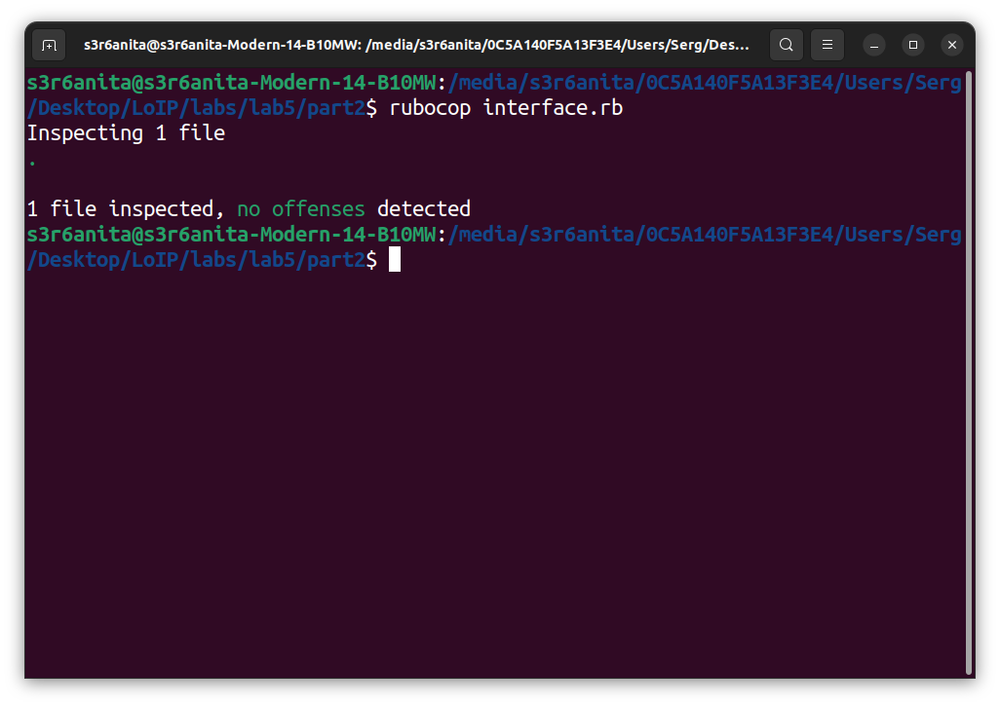 s3r6anita@s3r6anita-Modern-14-B10MW: /media/s3r6anita/0C5A140F5A13F3E4/Users/Serg/Des…
s3r6anita@s3r6anita-Modern-14-B10MW:/media/s3r6anita/0C5A140F5A13F3E4/Users/Serg
/Desktop/LoIP/labs/lab5/part2$ rubocop interface.rb
Inspecting 1 file
.
1 file inspected, no offenses detected
s3r6anita@s3r6anita-Modern-14-B10MW:/media/s3r6anita/0C5A140F5A13F3E4/Users/Serg
/Desktop/LoIP/labs/lab5/part2$